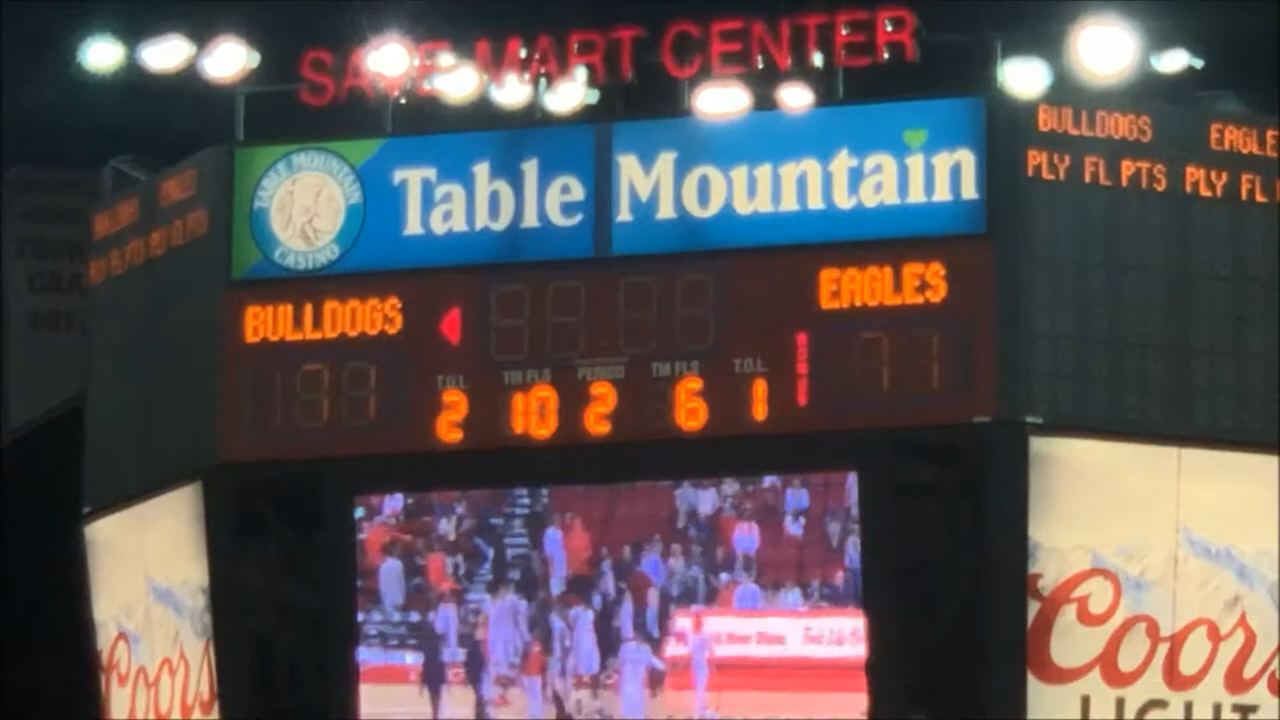 SAVE MART CENTER
TABLE MOUNTAIN
CASINO
Table Mountain
BULLDOGS EAGLES
T.O.L. TM FLS PERIOD TM FLS T.O.L.
2 10 2 6 1
BULLDOGS EAGLE
PLY FL PTS PLY FL
Coors
Coors
LIGHT